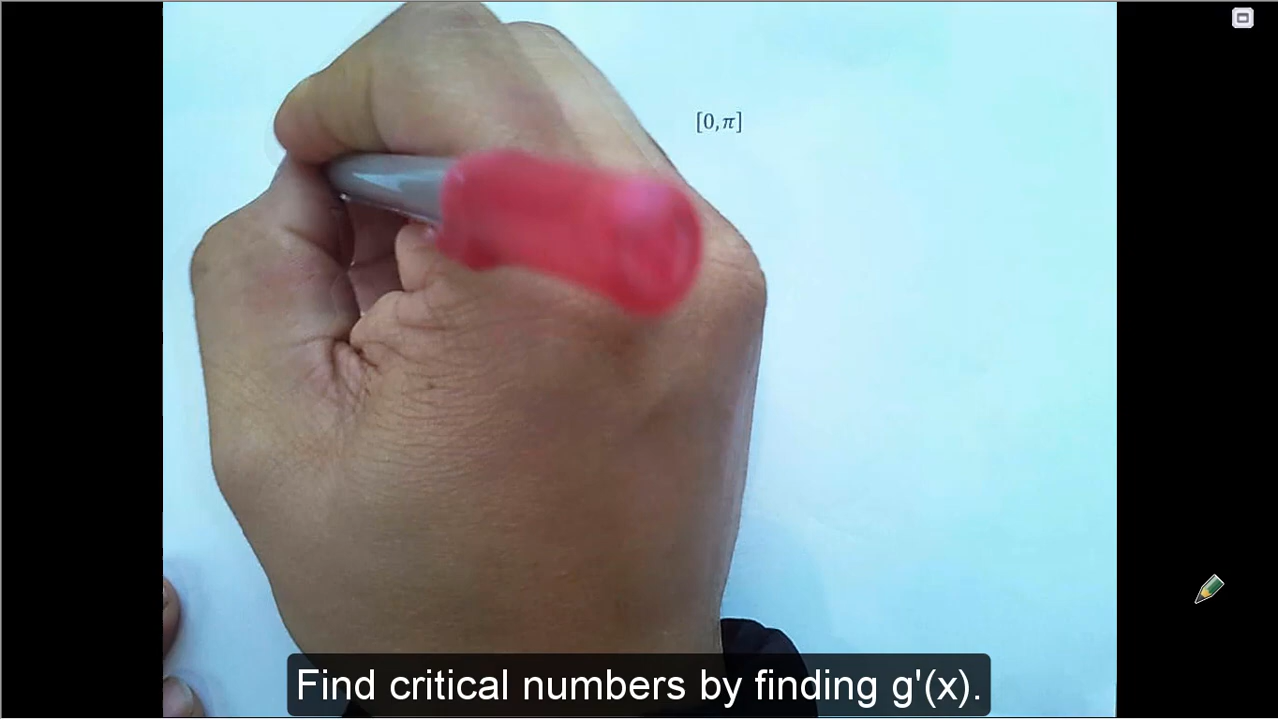 [0, π]
Find critical numbers by finding g'(x).